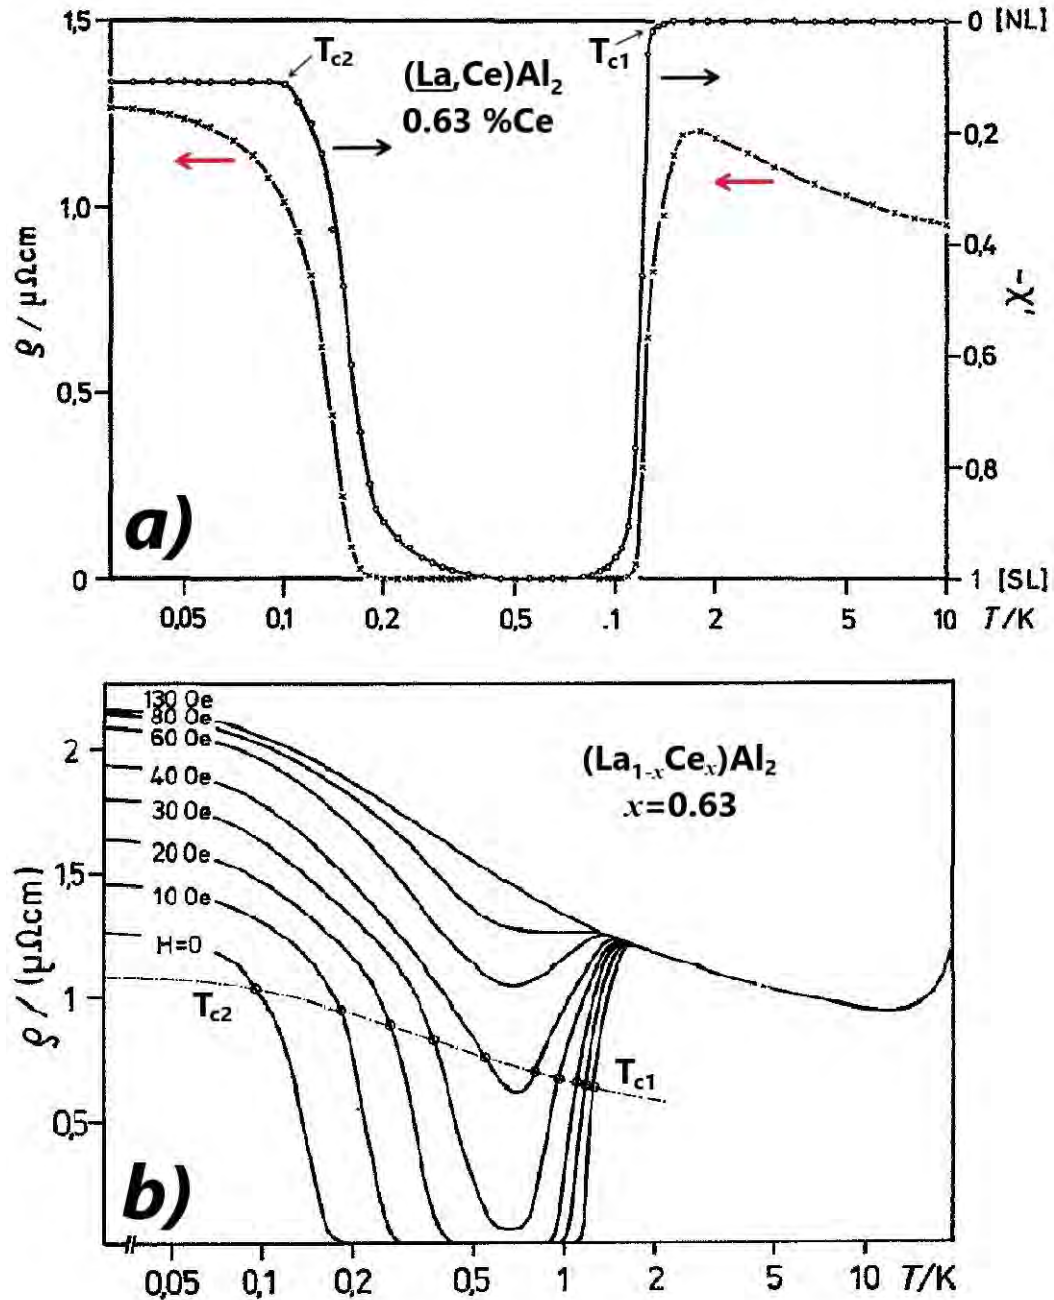 1,5
1,0
0,5
0
ϱ / μΩcm
T_c2
T_c1
(La,Ce)Al₂
0.63 %Ce
0 [NL]
0,2
0,4
0,6
0,8
1 [SL]
-χ'
a)
0,05 0,1 0,2 0,5 1 2 5 10 T/K
130 Oe
80 Oe
60 Oe
40 Oe
30 Oe
20 Oe
10 Oe
H=0
(La₁₋ₓCeₓ)Al₂
x=0.63
2
1,5
1
0,5
ϱ / (μΩcm)
T_c2
T_c1
b)
0,05 0,1 0,2 0,5 1 2 5 10 T/K